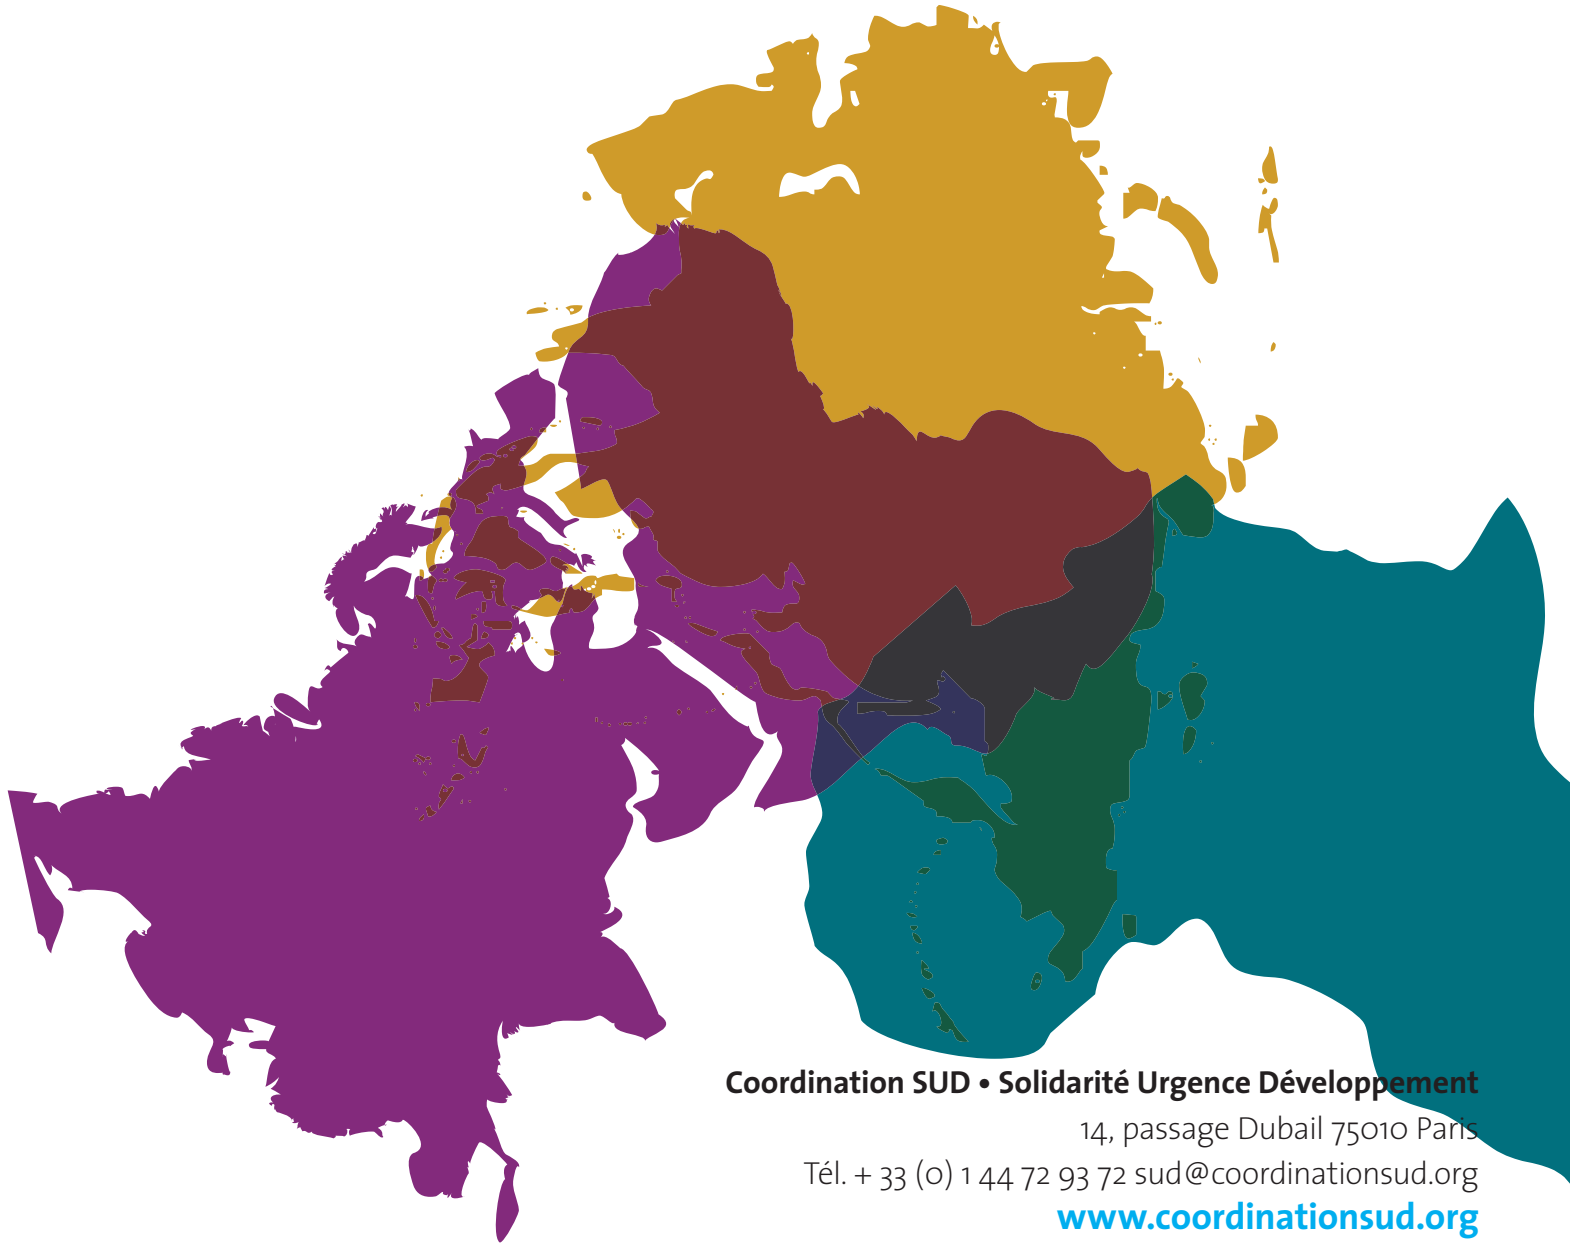 Coordination SUD • Solidarité Urgence Développement
14, passage Dubail 75010 Paris
Tél. + 33 (0) 1 44 72 93 72 sud@coordinationsud.org
www.coordinationsud.org